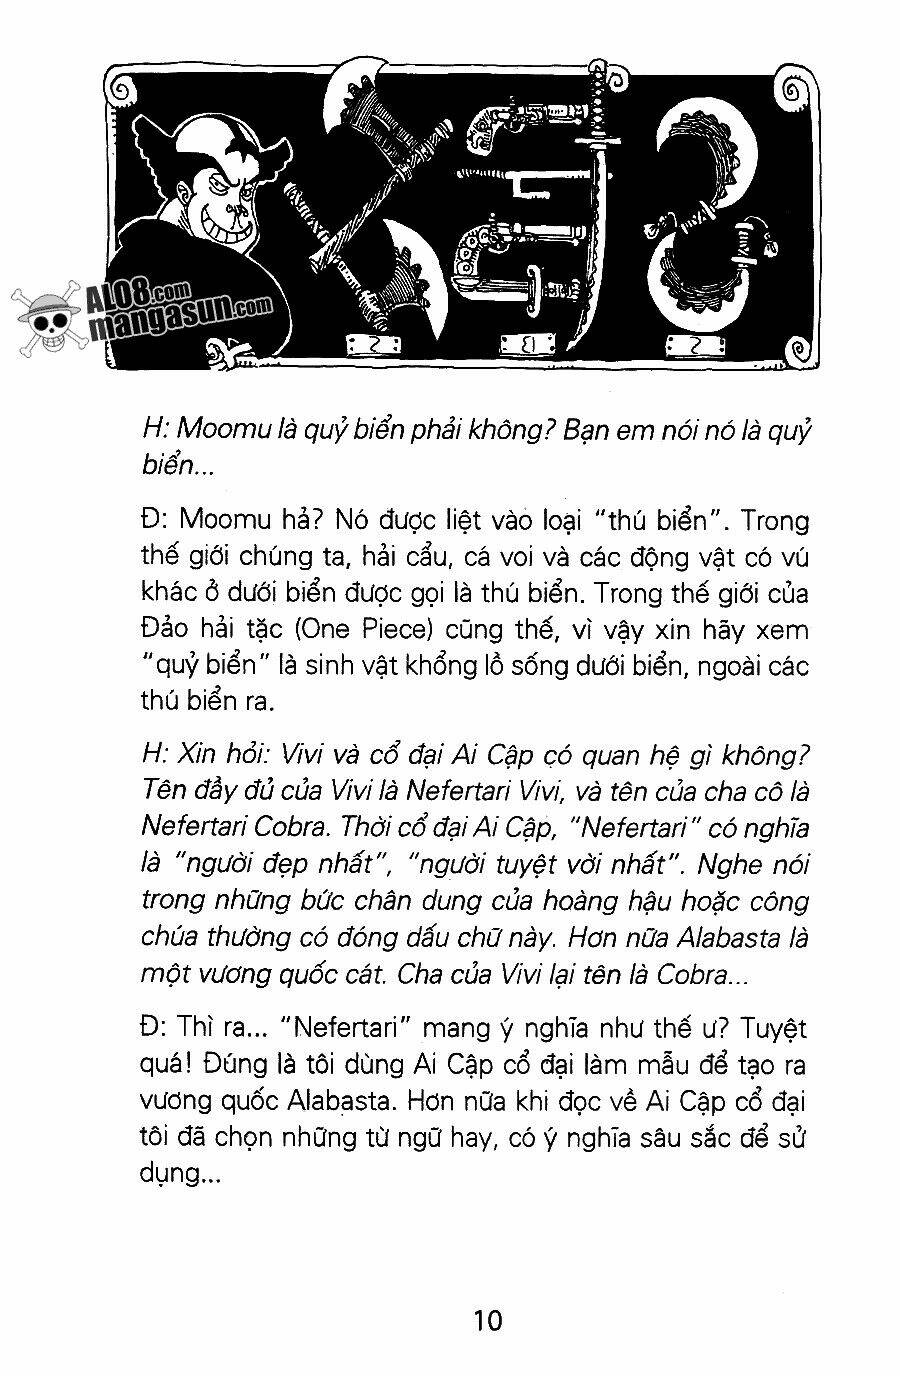 AL08.com
mangasun.com
H: Moomu là quỷ biển phải không? Bạn em nói nó là quỷ
biển...
Đ: Moomu hả? Nó được liệt vào loại "thú biển". Trong
thế giới chúng ta, hải cẩu, cá voi và các động vật có vú
khác ở dưới biển được gọi là thú biển. Trong thế giới của
Đảo hải tặc (One Piece) cũng thế, vì vậy xin hãy xem
"quỷ biển" là sinh vật khổng lồ sống dưới biển, ngoài các
thú biển ra.
H: Xin hỏi: Vivi và cổ đại Ai Cập có quan hệ gì không?
Tên đầy đủ của Vivi là Nefertari Vivi, và tên của cha cô là
Nefertari Cobra. Thời cổ đại Ai Cập, "Nefertari" có nghĩa
là "người đẹp nhất", "người tuyệt vời nhất". Nghe nói
trong những bức chân dung của hoàng hậu hoặc công
chúa thường có đóng dấu chữ này. Hơn nữa Alabasta là
một vương quốc cát. Cha của Vivi lại tên là Cobra...
Đ: Thì ra... "Nefertari" mang ý nghĩa như thế ư? Tuyệt
quá! Đúng là tôi dùng Ai Cập cổ đại làm mẫu để tạo ra
vương quốc Alabasta. Hơn nữa khi đọc về Ai Cập cổ đại
tôi đã chọn những từ ngữ hay, có ý nghĩa sâu sắc để sử
dụng...
10